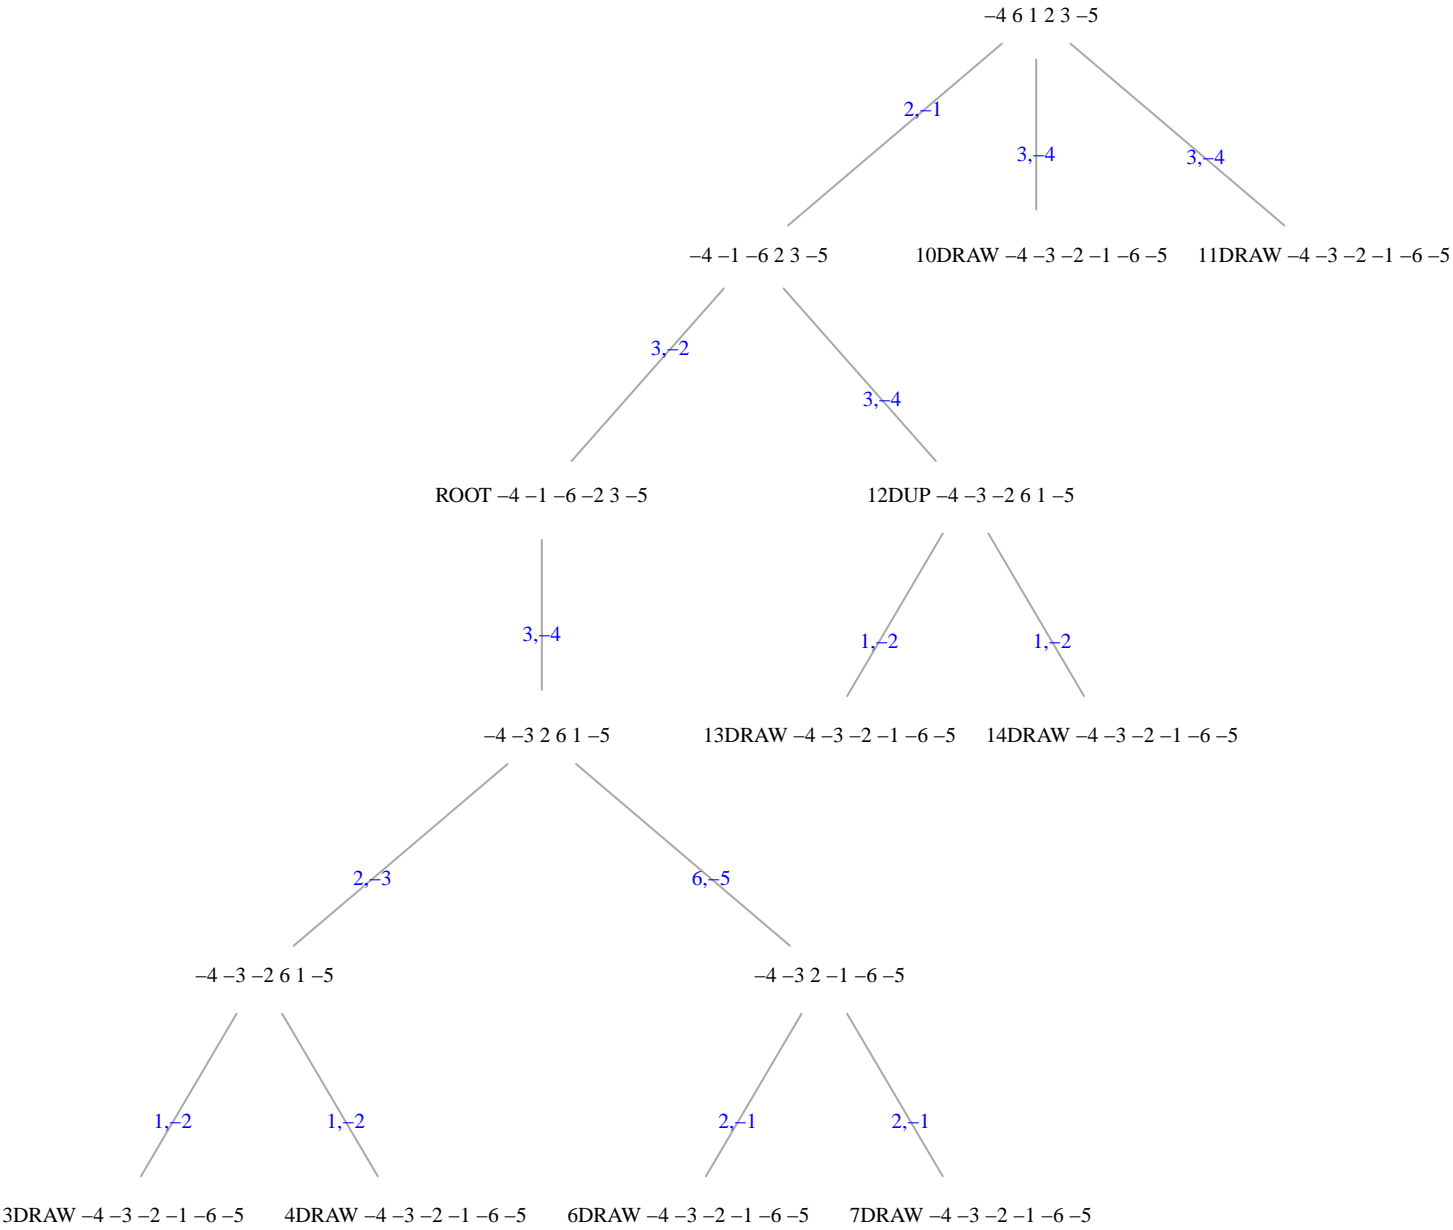 −4 6 1 2 3 −5
2,−1
3,−4
3,−4
−4 −1 −6 2 3 −5
10DRAW −4 −3 −2 −1 −6 −5
11DRAW −4 −3 −2 −1 −6 −5
3,−2
3,−4
ROOT −4 −1 −6 −2 3 −5
12DUP −4 −3 −2 6 1 −5
3,−4
1,−2
1,−2
−4 −3 2 6 1 −5
13DRAW −4 −3 −2 −1 −6 −5
14DRAW −4 −3 −2 −1 −6 −5
2,−3
6,−5
−4 −3 −2 6 1 −5
−4 −3 2 −1 −6 −5
1,−2
1,−2
2,−1
2,−1
3DRAW −4 −3 −2 −1 −6 −5
4DRAW −4 −3 −2 −1 −6 −5
6DRAW −4 −3 −2 −1 −6 −5
7DRAW −4 −3 −2 −1 −6 −5